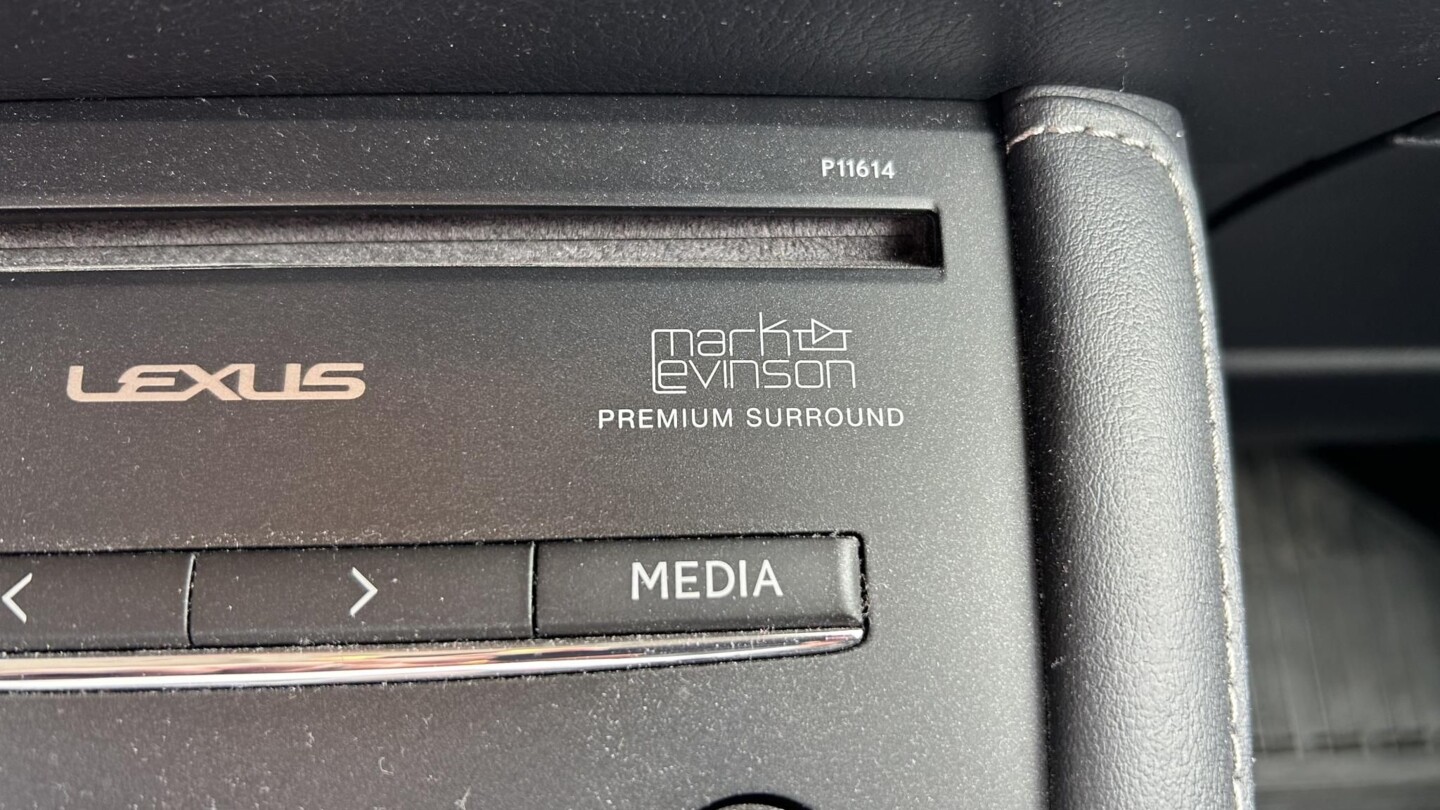 P11614
LEXUS
mark
Levinson
PREMIUM SURROUND
< > MEDIA